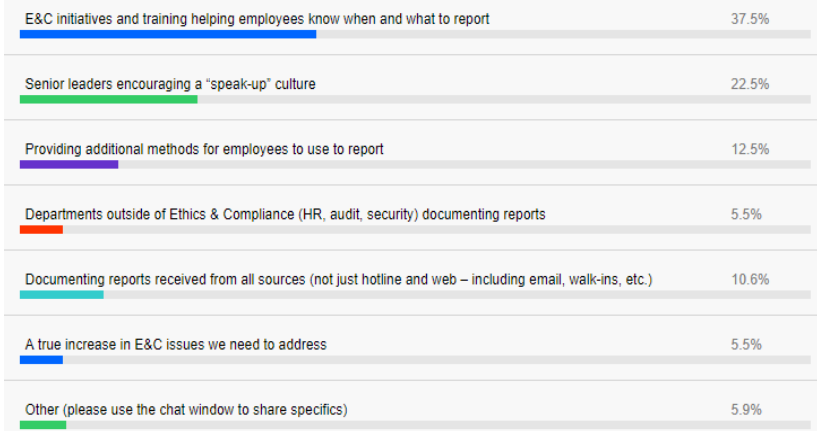 E&C initiatives and training helping employees know when and what to report 37.5%
Senior leaders encouraging a “speak-up” culture 22.5%
Providing additional methods for employees to use to report 12.5%
Departments outside of Ethics & Compliance (HR, audit, security) documenting reports 5.5%
Documenting reports received from all sources (not just hotline and web – including email, walk-ins, etc.) 10.6%
A true increase in E&C issues we need to address 5.5%
Other (please use the chat window to share specifics) 5.9%